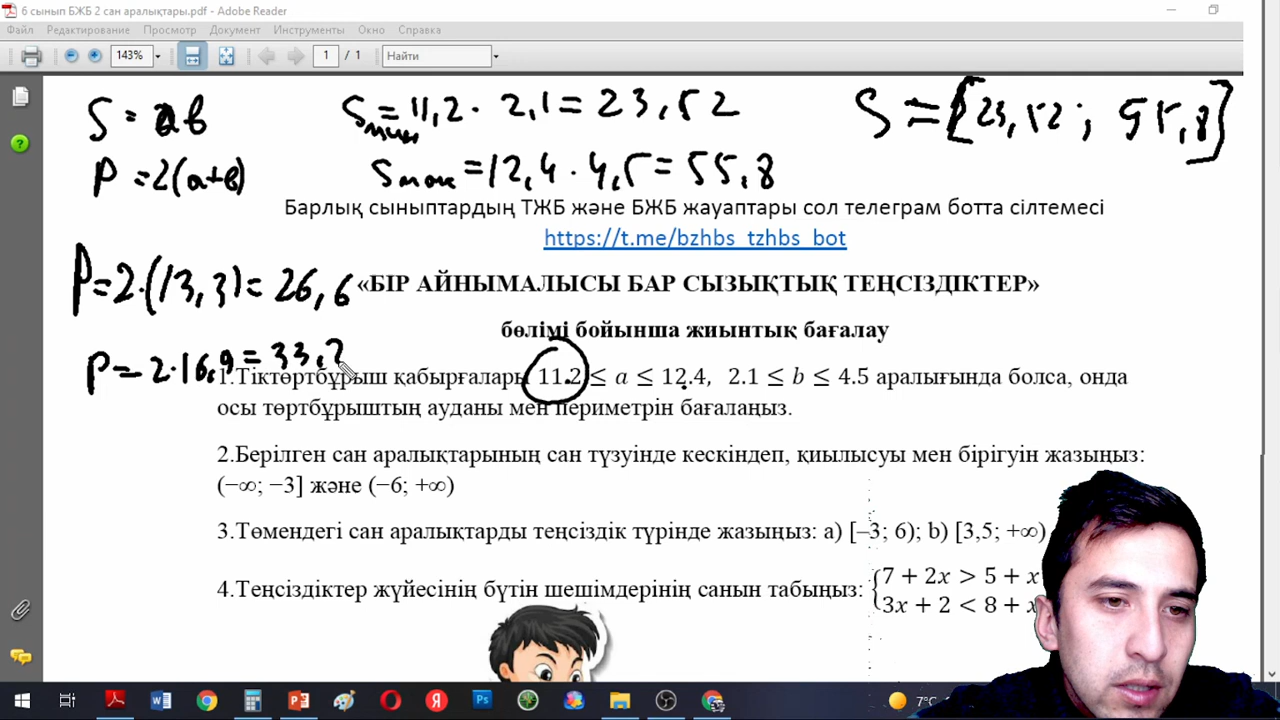 6 сынып БЖБ 2 сан аралықтары.pdf - Adobe Reader
Файл Редактирование Просмотр Документ Инструменты Окно Справка
143% 1 / 1 Найти
S = ab
Sмин = 11,2 · 2,1 = 23,52
S = [23,52 ; 55,8]
P = 2(a+b)
Sмак = 12,4 · 4,5 = 55,8
Барлық сыныптардың ТЖБ және БЖБ жауаптары сол телеграм ботта сілтемесі
https://t.me/bzhbs_tzhbs_bot
P = 2·(13,3) = 26,6
«БІР АЙНЫМАЛЫСЫ БАР СЫЗЫҚТЫҚ ТЕҢСІЗДІКТЕР»
бөлімі бойынша жиынтық бағалау
P = 2·16,9 = 33,
1.Тіктөртбұрыш қабырғалары 11.2 ≤ a ≤ 12.4, 2.1 ≤ b ≤ 4.5 аралығында болса, онда
осы төртбұрыштың ауданы мен периметрін бағалаңыз.
2.Берілген сан аралықтарының сан түзуінде кескіндеп, қиылысуы мен бірігуін жазыңыз:
(−∞; −3] және (−6; +∞)
3.Төмендегі сан аралықтарды теңсіздік түрінде жазыңыз: a) [–3; 6); b) [3,5; +∞)
4.Теңсіздіктер жүйесінің бүтін шешімдерінің санын табыңыз: {7 + 2x > 5 + x
3x + 2 < 8 + x
7°C